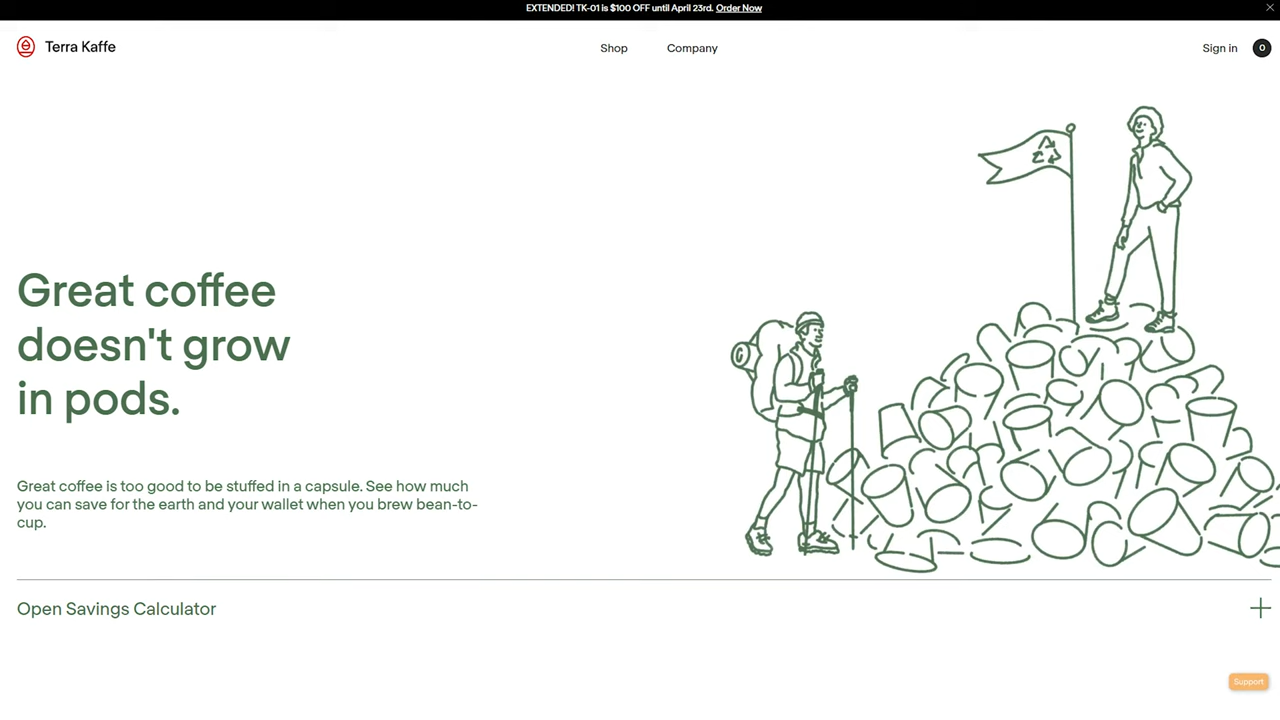 EXTENDED! TK-01 is $100 OFF until April 23rd. Order Now
Terra Kaffe
Shop
Company
Sign in
0
Great coffee
doesn't grow
in pods.
Great coffee is too good to be stuffed in a capsule. See how much
you can save for the earth and your wallet when you brew bean-to-
cup.
Open Savings Calculator
Support